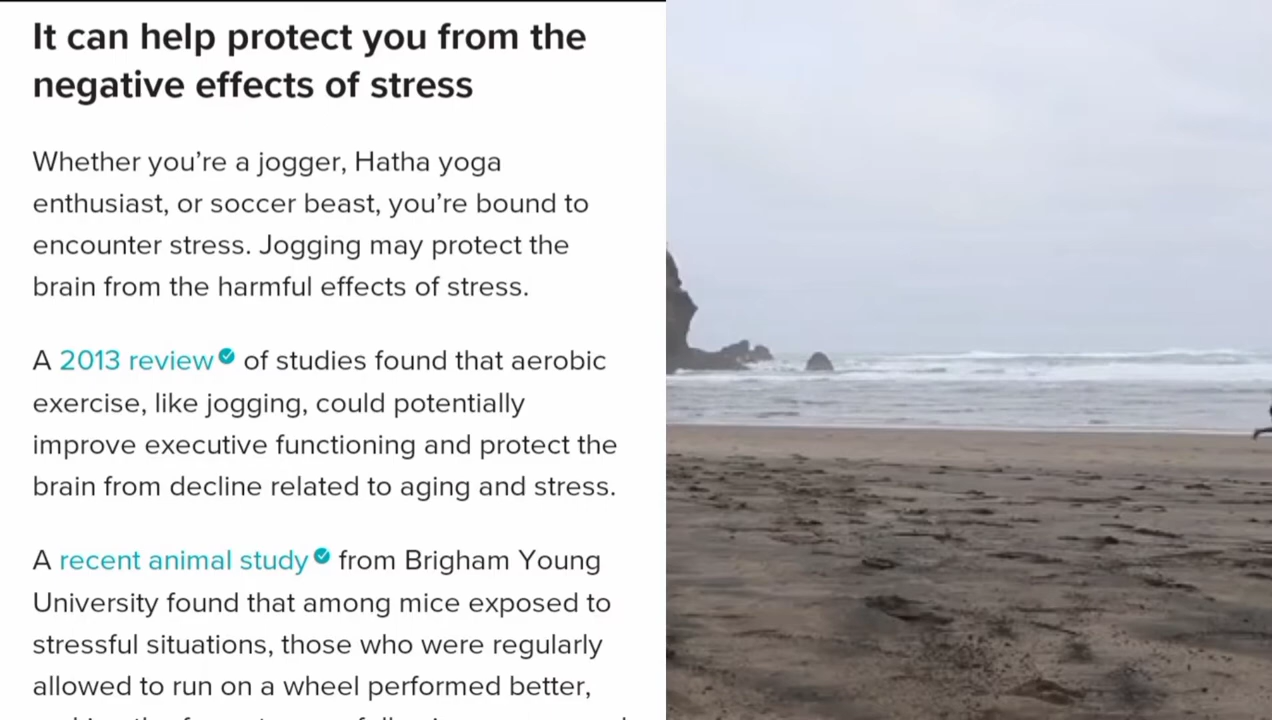 It can help protect you from the
negative effects of stress
Whether you’re a jogger, Hatha yoga
enthusiast, or soccer beast, you’re bound to
encounter stress. Jogging may protect the
brain from the harmful effects of stress.
A 2013 review of studies found that aerobic
exercise, like jogging, could potentially
improve executive functioning and protect the
brain from decline related to aging and stress.
A recent animal study from Brigham Young
University found that among mice exposed to
stressful situations, those who were regularly
allowed to run on a wheel performed better,